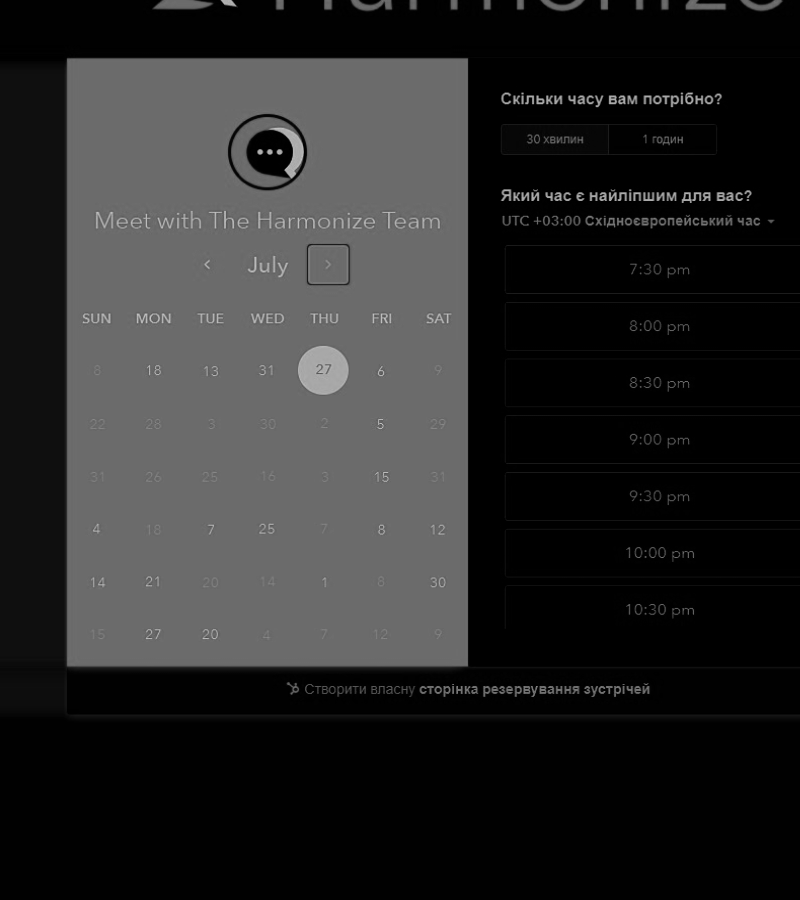 Harmonize
Meet with The Harmonize Team
July
SUN MON TUE WED THU FRI SAT
8 18 13 31 27 6 9
22 28 3 30 2 5 29
31 26 25 16 3 15 31
4 18 7 25 7 8 12
14 21 20 14 1 8 30
15 27 20 4 7 12 9
Скільки часу вам потрібно?
30 хвилин 1 годин
Який час є найліпшим для вас?
UTC +03:00 Східноєвропейський час
7:30 pm
8:00 pm
8:30 pm
9:00 pm
9:30 pm
10:00 pm
10:30 pm
Створити власну сторінка резервування зустрічей